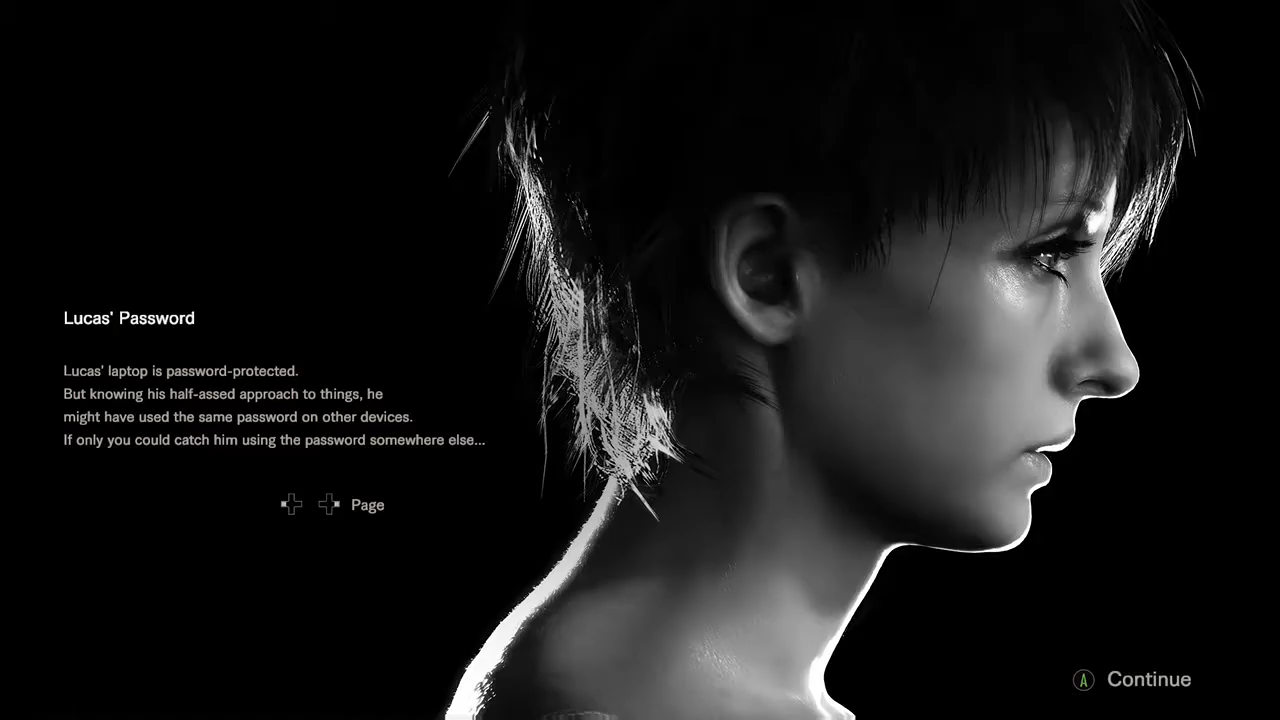 Lucas' Password
Lucas' laptop is password-protected.
But knowing his half-assed approach to things, he
might have used the same password on other devices.
If only you could catch him using the password somewhere else...
Page
A Continue